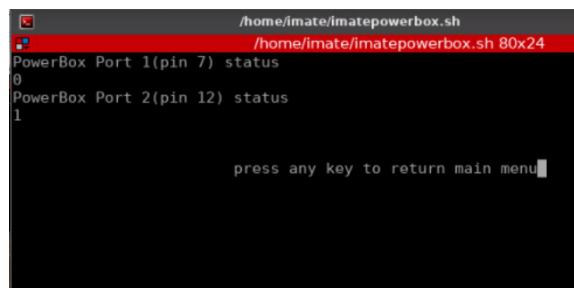 /home/imate/imatepowerbox.sh
/home/imate/imatepowerbox.sh 80x24
PowerBox Port 1(pin 7) status
0
PowerBox Port 2(pin 12) status
1
press any key to return main menu